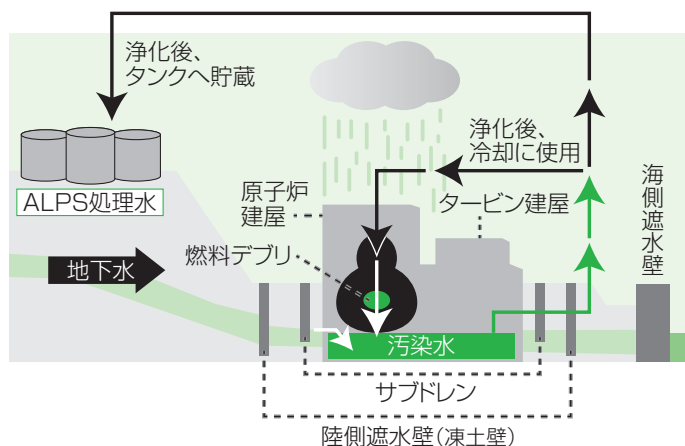 浄化後、
タンクへ貯蔵
浄化後、
冷却に使用
ALPS処理水
原子炉
建屋
タービン建屋
海側遮水壁
燃料デブリ
地下水
汚染水
サブドレン
陸側遮水壁(凍土壁)